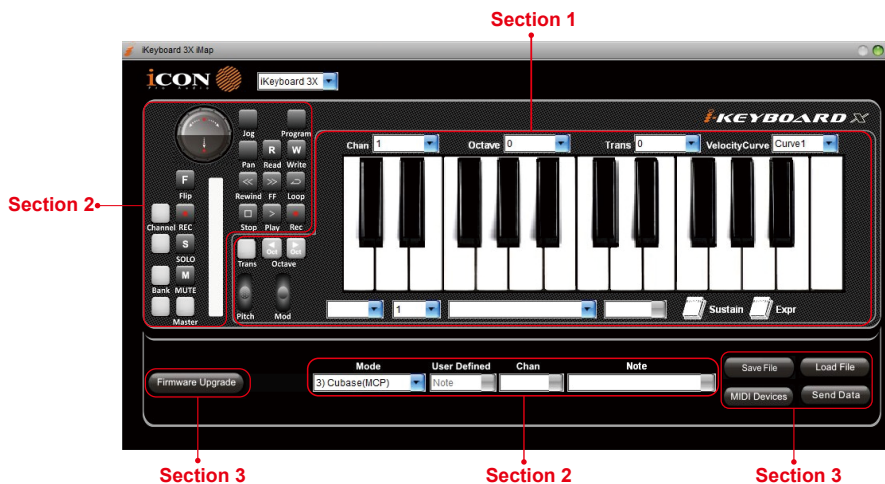 Section 1
iKeyboard 3X iMap
iCON
Pro Audio
iKeyboard 3X
i-KEYBOARD X
Jog Program
Chan 1 Octave 0 Trans 0 VelocityCurve Curve1
R W
Pan Read Write
F
Flip
Rewind FF Loop
Section 2
Channel REC
Stop Play Rec
S
SOLO
Oct Oct
Trans Octave
M
Bank MUTE
Master
Pitch Mod
1
Sustain Expr
Mode User Defined Chan Note
3) Cubase(MCP) Note
Firmware Upgrade
Save File Load File
MIDI Devices Send Data
Section 3 Section 2 Section 3